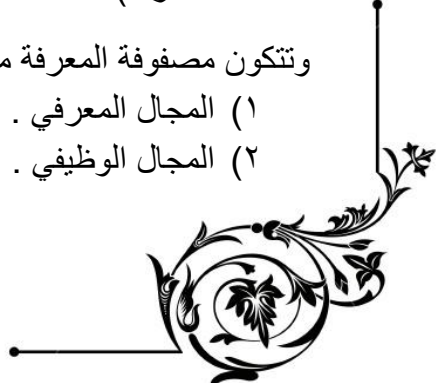 وتتكون مصفوفة المعرفة
١) المجال المعرفي .
٢) المجال الوظيفي .